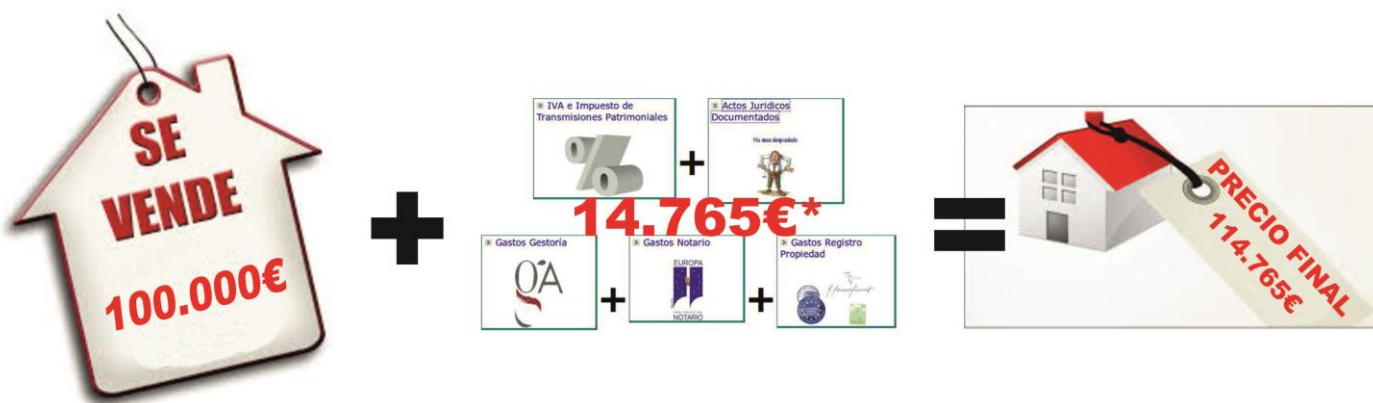 SE
VENDE
100.000€
+
IVA e Impuesto de
Transmisiones Patrimoniales
+
Actos Juridicos
Documentados
14.765€*
Gastos Gestoría
gA
+
Gastos Notario
EUROPA
NOTARIO
+
Gastos Registro
Propiedad
=
PRECIO FINAL
114.765€